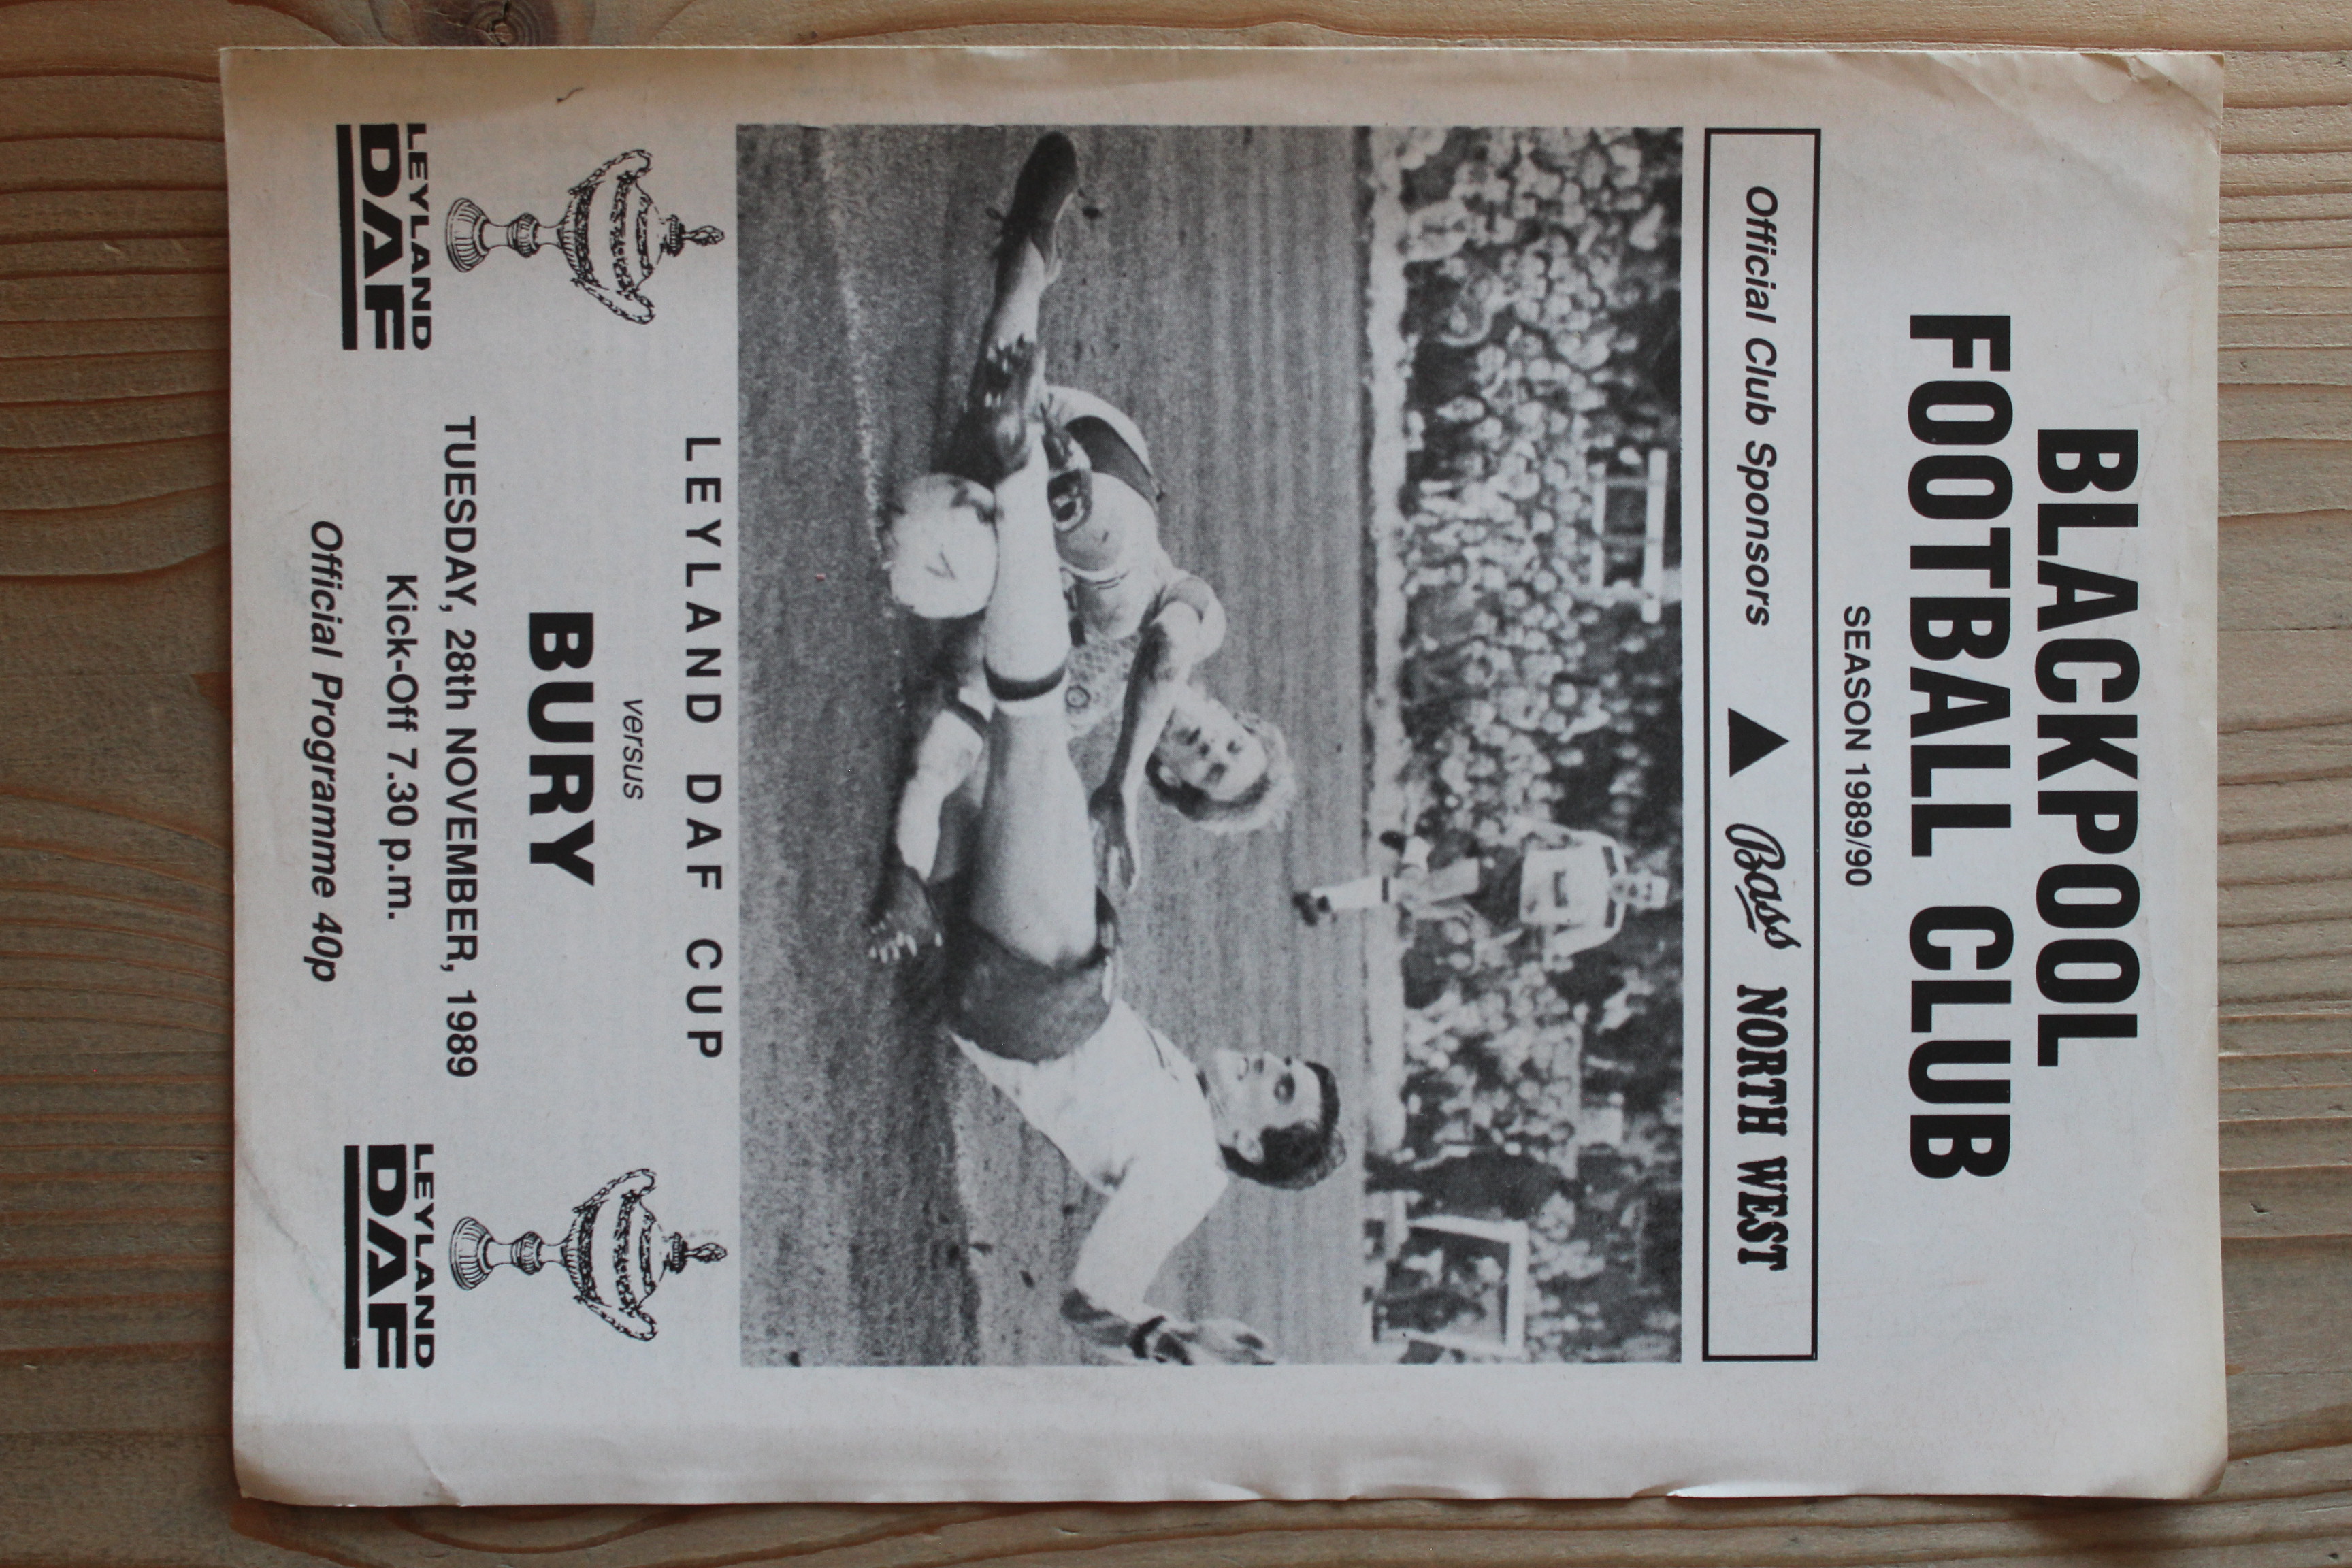 BLACKPOOL
FOOTBALL CLUB
SEASON 1989/90
Official Club Sponsors Bass NORTH WEST
LEYLAND DAF CUP
versus
BURY
TUESDAY, 28th NOVEMBER, 1989
Kick-Off 7.30 p.m.
Official Programme 40p
LEYLAND
DAF
LEYLAND
DAF